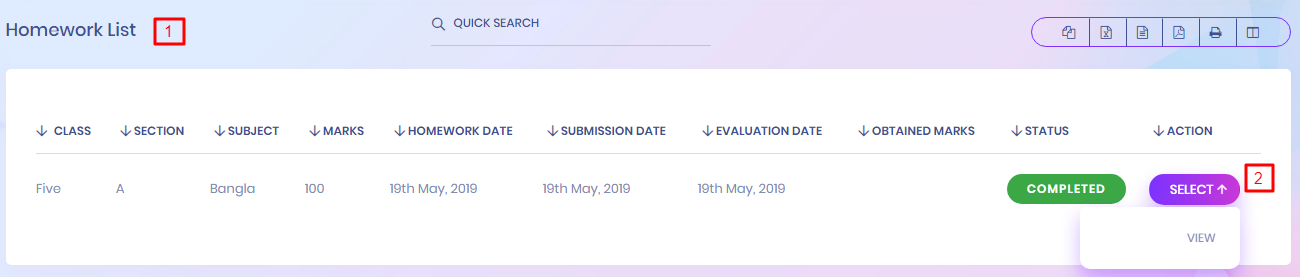 Homework List 1 QUICK SEARCH
CLASS SECTION SUBJECT MARKS HOMEWORK DATE SUBMISSION DATE EVALUATION DATE OBTAINED MARKS STATUS ACTION
Five A Bangla 100 19th May, 2019 19th May, 2019 19th May, 2019 COMPLETED SELECT 2
VIEW